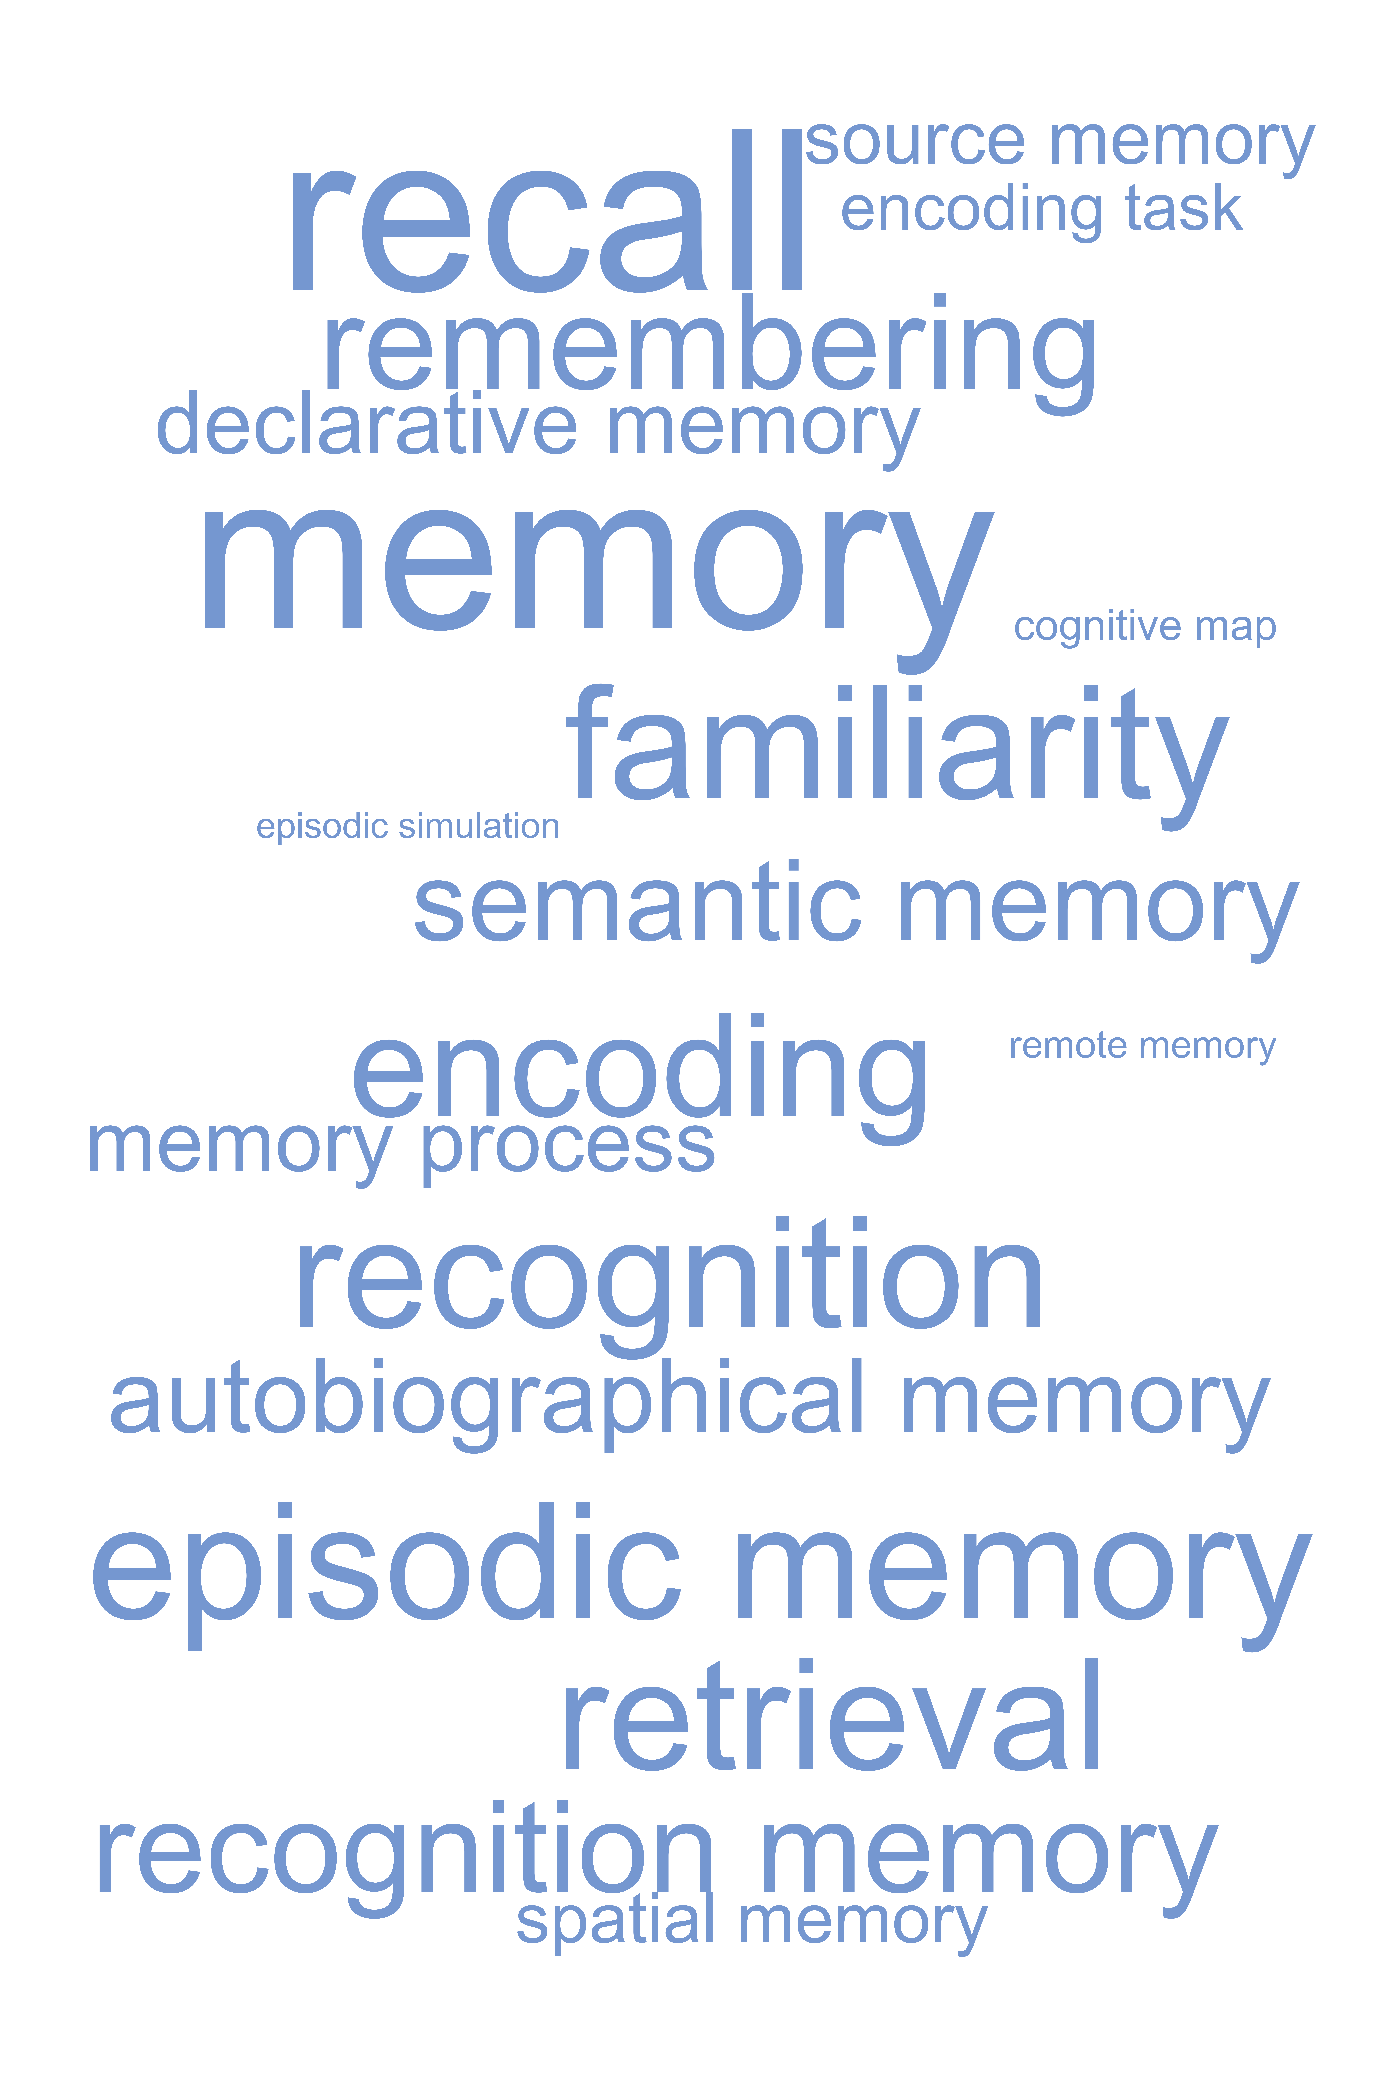 source memory
recall
encoding task
remembering
declarative memory
memory
cognitive map
familiarity
episodic simulation
semantic memory
encoding
remote memory
memory process
recognition
autobiographical memory
episodic memory
retrieval
recognition memory
spatial memory